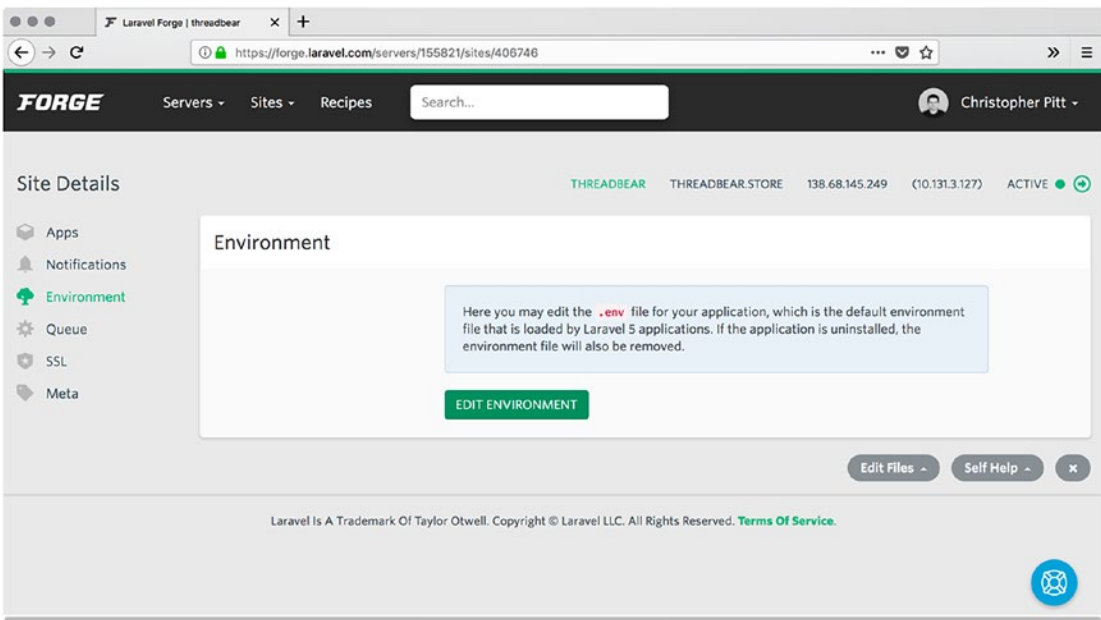 Laravel Forge | threadbear
https://forge.laravel.com/servers/155821/sites/406746
FORGE Servers Sites Recipes Search... Christopher Pitt
Site Details
THREADBEAR THREADBEAR.STORE 138.68.145.249 (10.131.3.127) ACTIVE
Apps
Notifications
Environment
Queue
SSL
Meta
Environment
Here you may edit the .env file for your application, which is the default environment
file that is loaded by Laravel 5 applications. If the application is uninstalled, the
environment file will also be removed.
EDIT ENVIRONMENT
Edit Files Self Help
Laravel Is A Trademark Of Taylor Otwell. Copyright © Laravel LLC. All Rights Reserved. Terms Of Service.